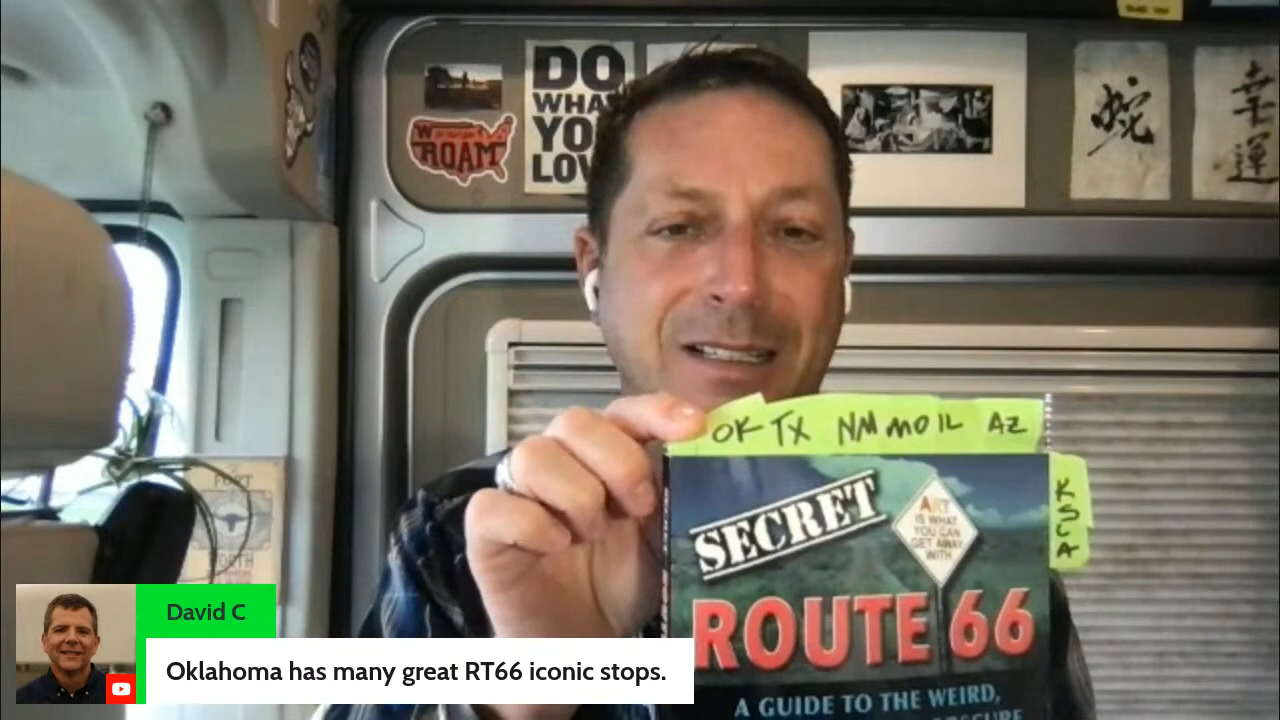 DO
WHA
YO
LOV
W
ROAM
蛇
幸
運
OK TX NM MO IL AZ
KS
CA
SECRET
ART
IS WHAT
YOU CAN
GET AWAY
WITH
ROUTE 66
A GUIDE TO THE WEIRD,
FORT
WORTH
David C
Oklahoma has many great RT66 iconic stops.